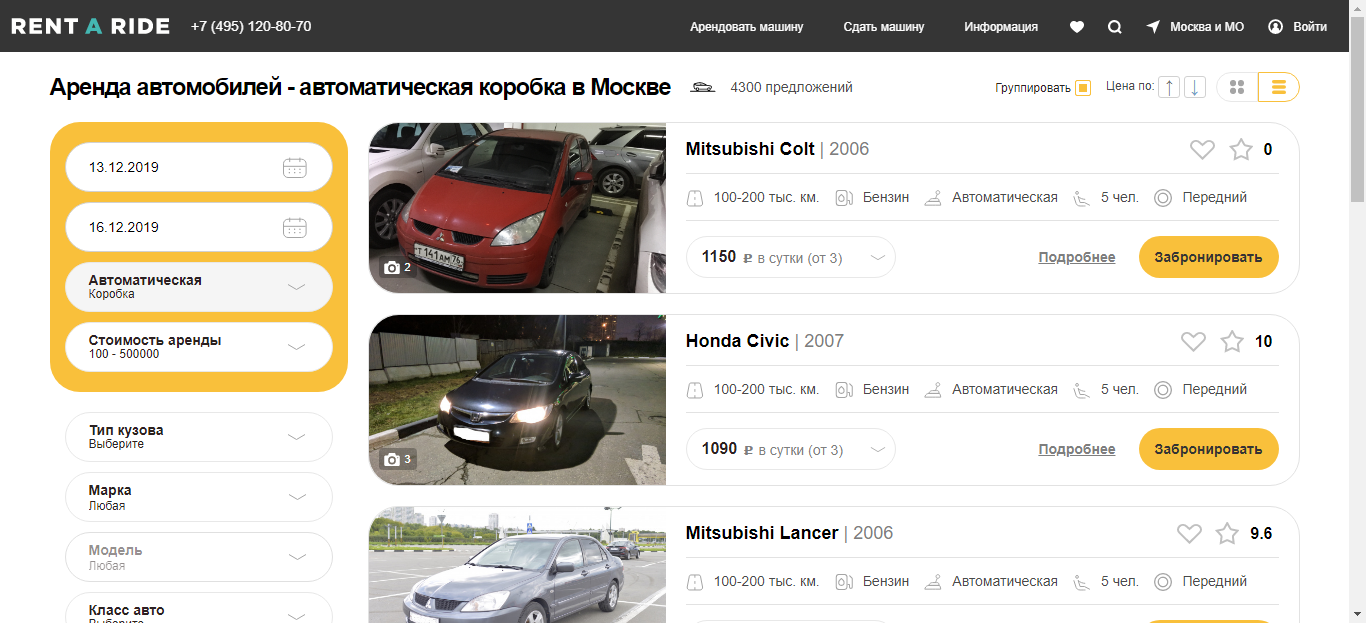 RENT A RIDE +7 (495) 120-80-70 Арендовать машину Сдать машину Информация Москва и МО Войти
Аренда автомобилей - автоматическая коробка в Москве 4300 предложений Группировать Цена по: ↑ ↓
13.12.2019
16.12.2019
Автоматическая
Коробка
Стоимость аренды
100 - 500000
Тип кузова
Выберите
Марка
Любая
Модель
Любая
Класс авто
Выберите
Mitsubishi Colt | 2006 0
100-200 тыс. км. Бензин Автоматическая 5 чел. Передний
Т 141 АМ 76
2
1150 ₽ в сутки (от 3) Подробнее Забронировать
Honda Civic | 2007 10
100-200 тыс. км. Бензин Автоматическая 5 чел. Передний
3
1090 ₽ в сутки (от 3) Подробнее Забронировать
Mitsubishi Lancer | 2006 9.6
100-200 тыс. км. Бензин Автоматическая 5 чел. Передний